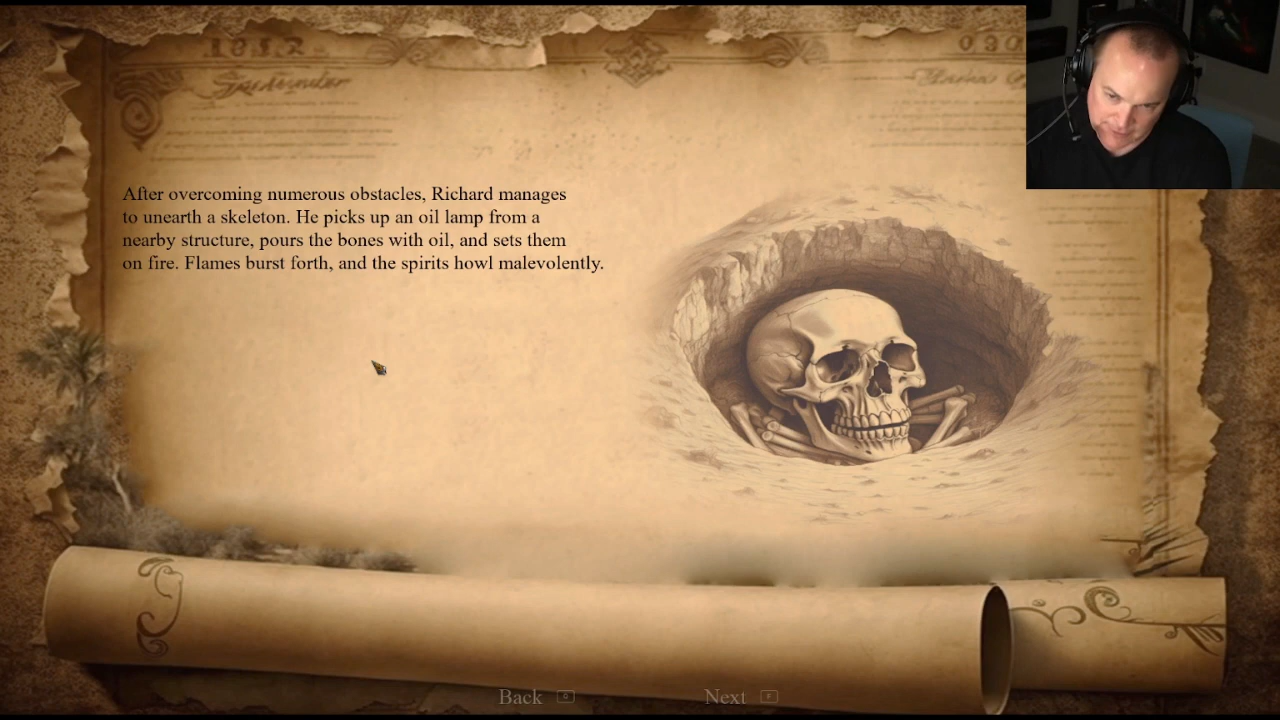 1852
After overcoming numerous obstacles, Richard manages
to unearth a skeleton. He picks up an oil lamp from a
nearby structure, pours the bones with oil, and sets them
on fire. Flames burst forth, and the spirits howl malevolently.
Back
Next